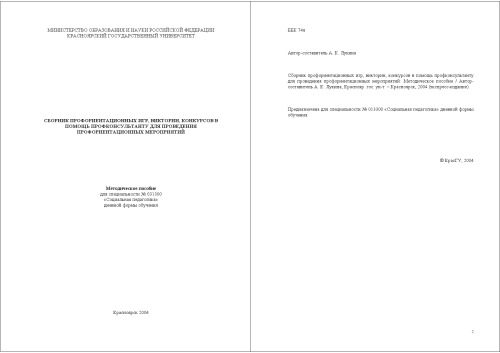 МИНИСТЕРСТВО ОБРАЗОВАНИЯ И НАУКИ РОССИЙСКОЙ ФЕДЕРАЦИИ
КРАСНОЯРСКИЙ ГОСУДАРСТВЕННЫЙ УНИВЕРСИТЕТ
СБОРНИК ПРОФОРИЕНТАЦИОННЫХ ИГР, ВИКТОРИН, КОНКУРСОВ В
ПОМОЩЬ ПРОФКОНСУЛЬТАНТУ ДЛЯ ПРОВЕДЕНИЯ
ПРОФОРИЕНТАЦИОННЫХ МЕРОПРИЯТИЙ
Методическое пособие
для специальности № 031300
«Социальная педагогика»
дневной формы обучения
Красноярск 2004
ББК 74я
Автор-составитель А. К. Лукина
Сборник профориентационных игр, викторин, конкурсов в помощь профконсультанту
для проведения профориентационных мероприятий: Методическое пособие / Автор-
составитель А. К. Лукина, Краснояр. гос. ун-т. – Красноярск, 2004 (экспресс-издание)
Предназначена для специальности № 031300 «Социальная педагогика» дневной формы
обучения
© КрасГУ, 2004
2